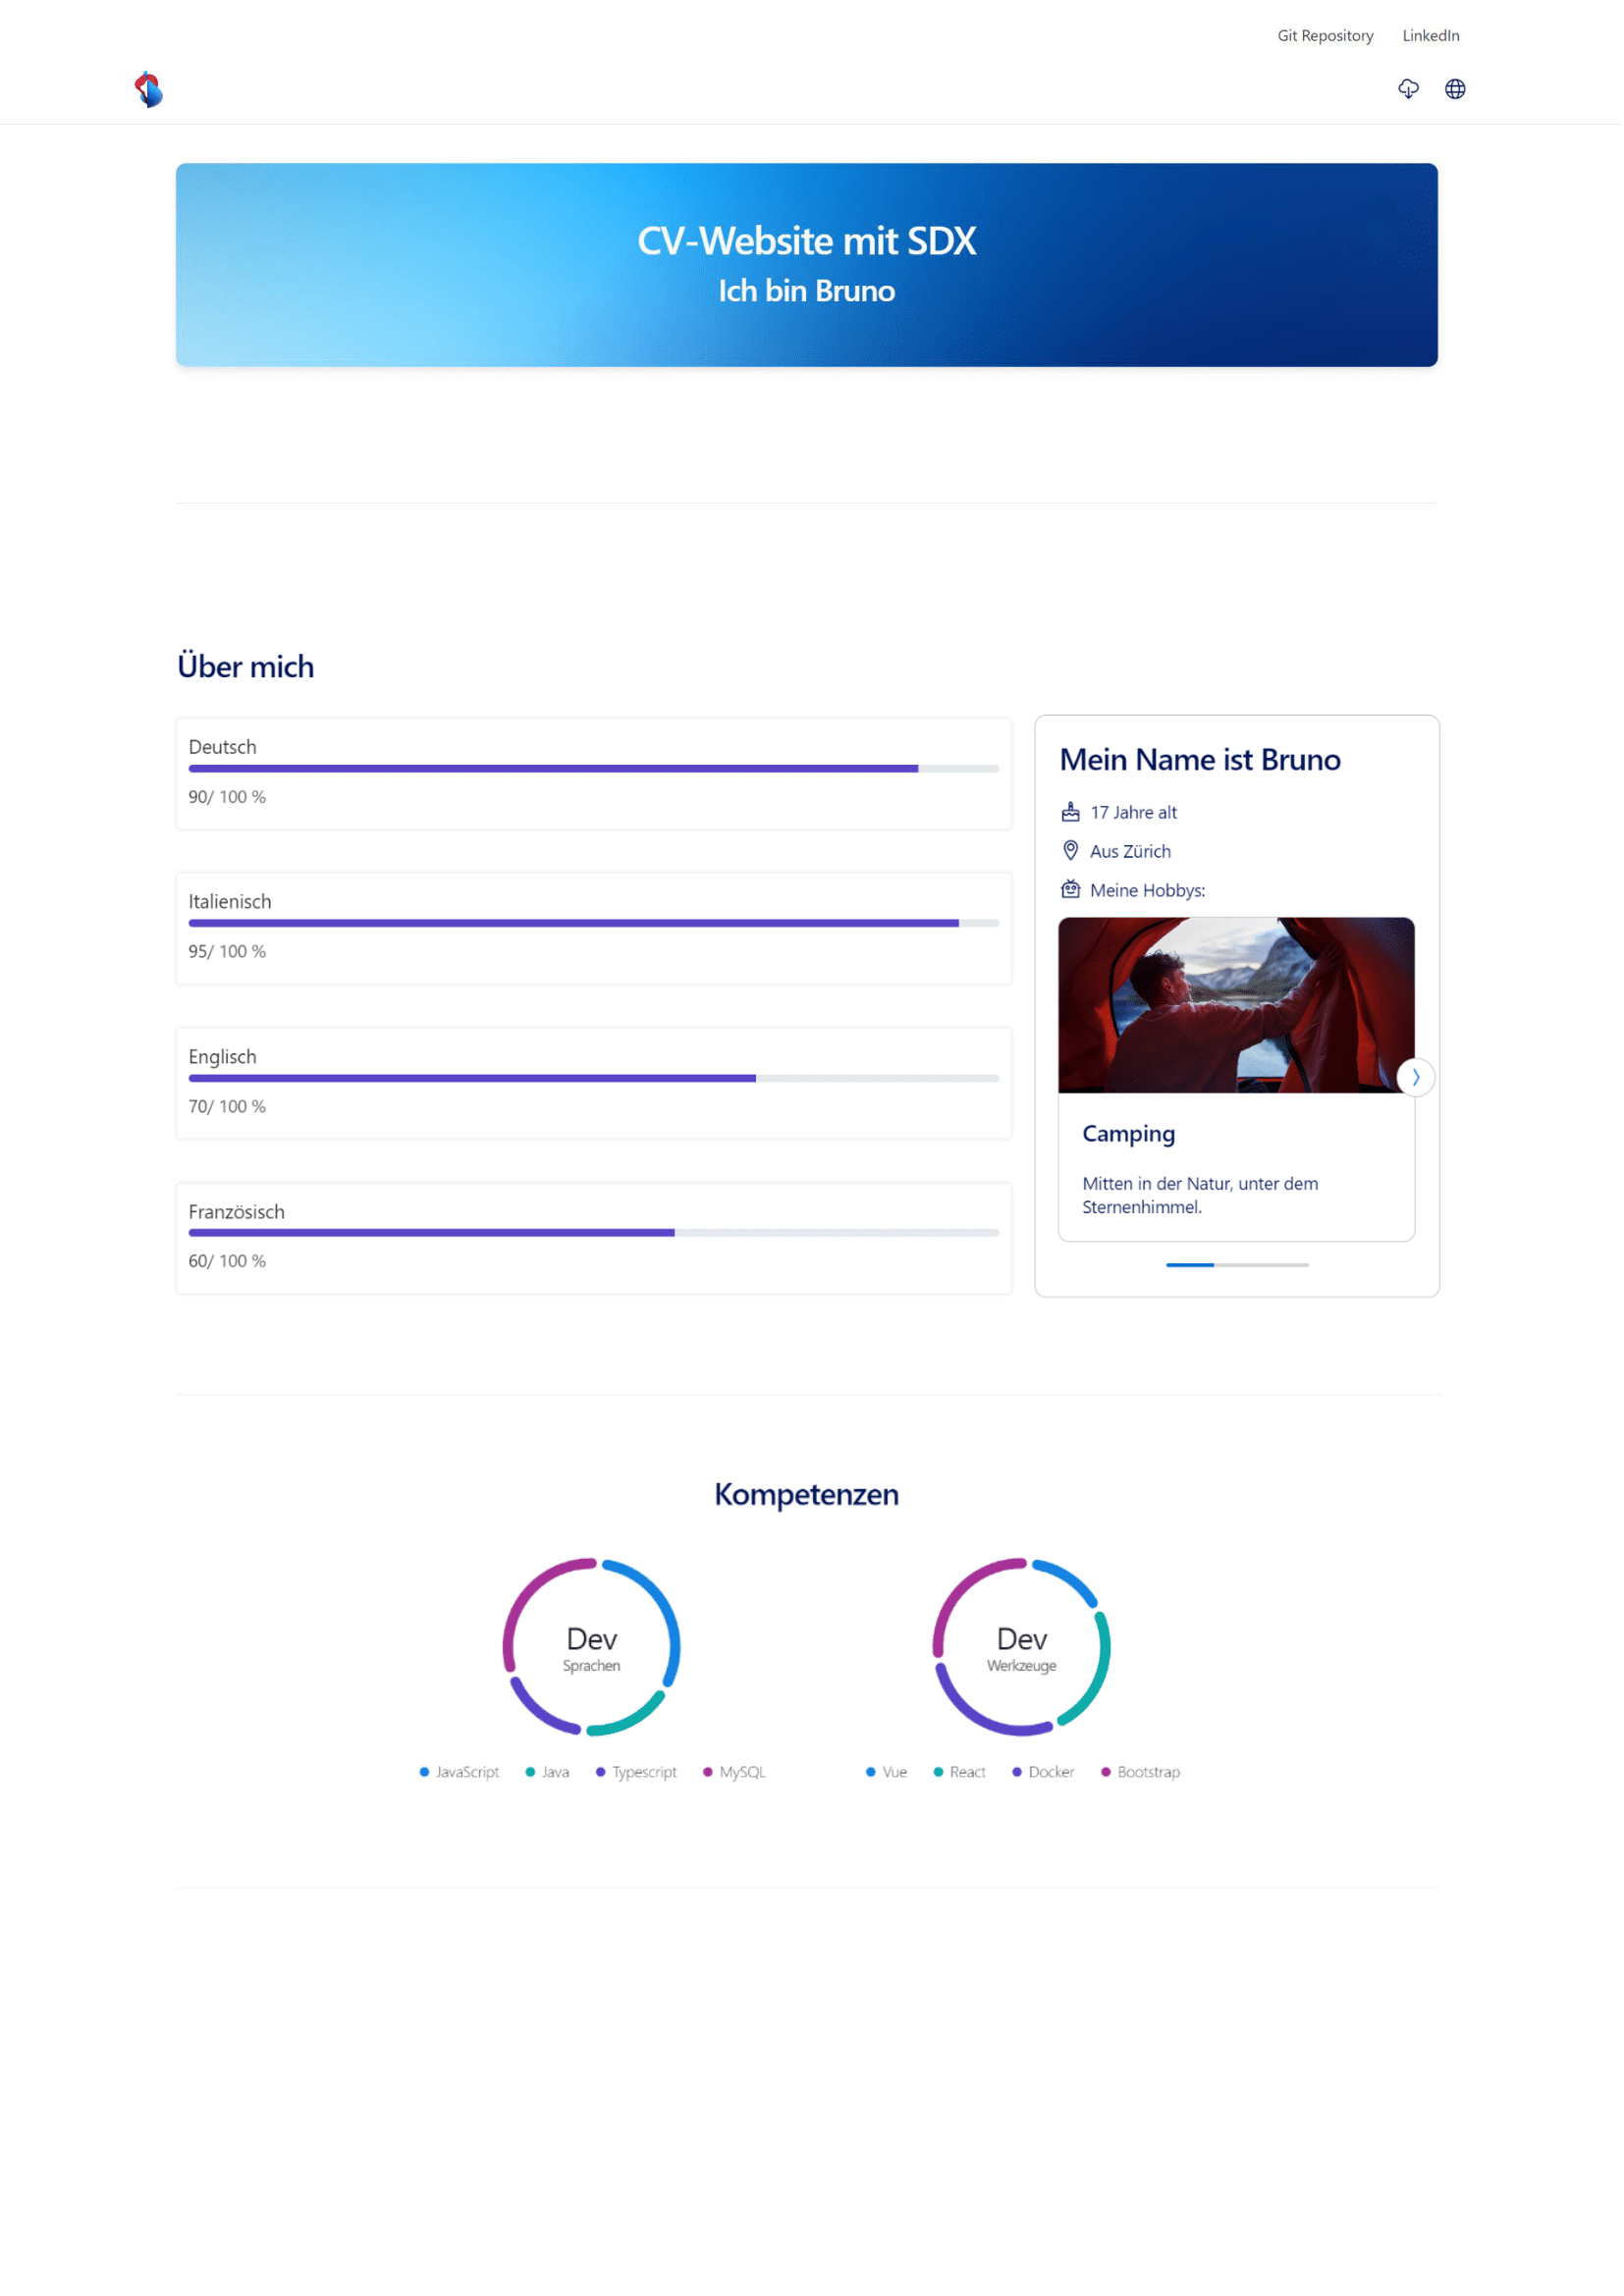 Git Repository LinkedIn
CV-Website mit SDX
Ich bin Bruno
Über mich
Deutsch
90/ 100 %
Italienisch
95/ 100 %
Englisch
70/ 100 %
Französisch
60/ 100 %
Mein Name ist Bruno
17 Jahre alt
Aus Zürich
Meine Hobbys:
Camping
Mitten in der Natur, unter dem
Sternenhimmel.
Kompetenzen
Dev
Sprachen
JavaScript Java Typescript MySQL
Dev
Werkzeuge
Vue React Docker Bootstrap